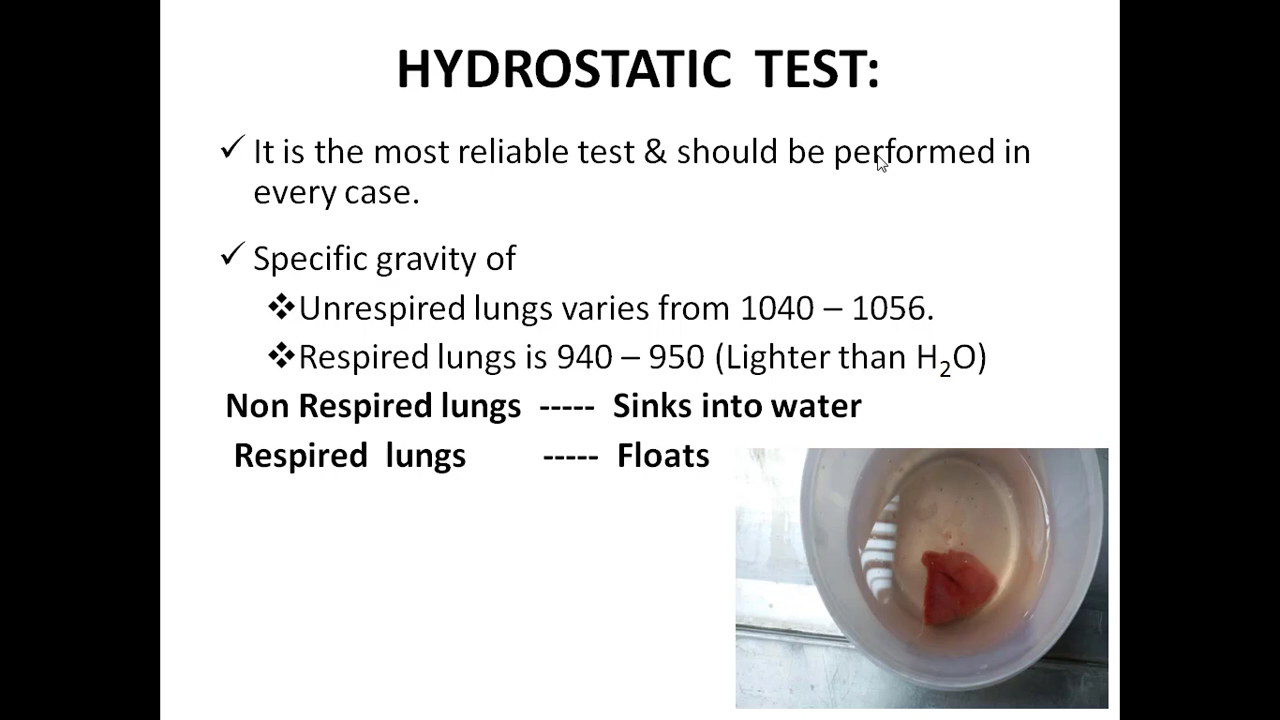 HYDROSTATIC TEST:
✓ It is the most reliable test & should be performed in
every case.
✓ Specific gravity of
❖Unrespired lungs varies from 1040 – 1056.
❖Respired lungs is 940 – 950 (Lighter than H₂O)
Non Respired lungs ----- Sinks into water
Respired lungs ----- Floats